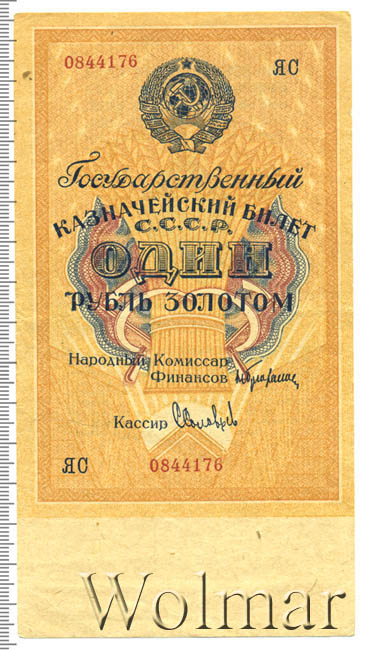 0844176 ЯС
Государственный
КАЗНАЧЕЙСКИЙ БИЛЕТ
С.С.С.Р.
ОДИН
РУБЛЬ ЗОЛОТОМ
Народный Комиссар
Финансов
Кассир
ЯС 0844176
Wolmar